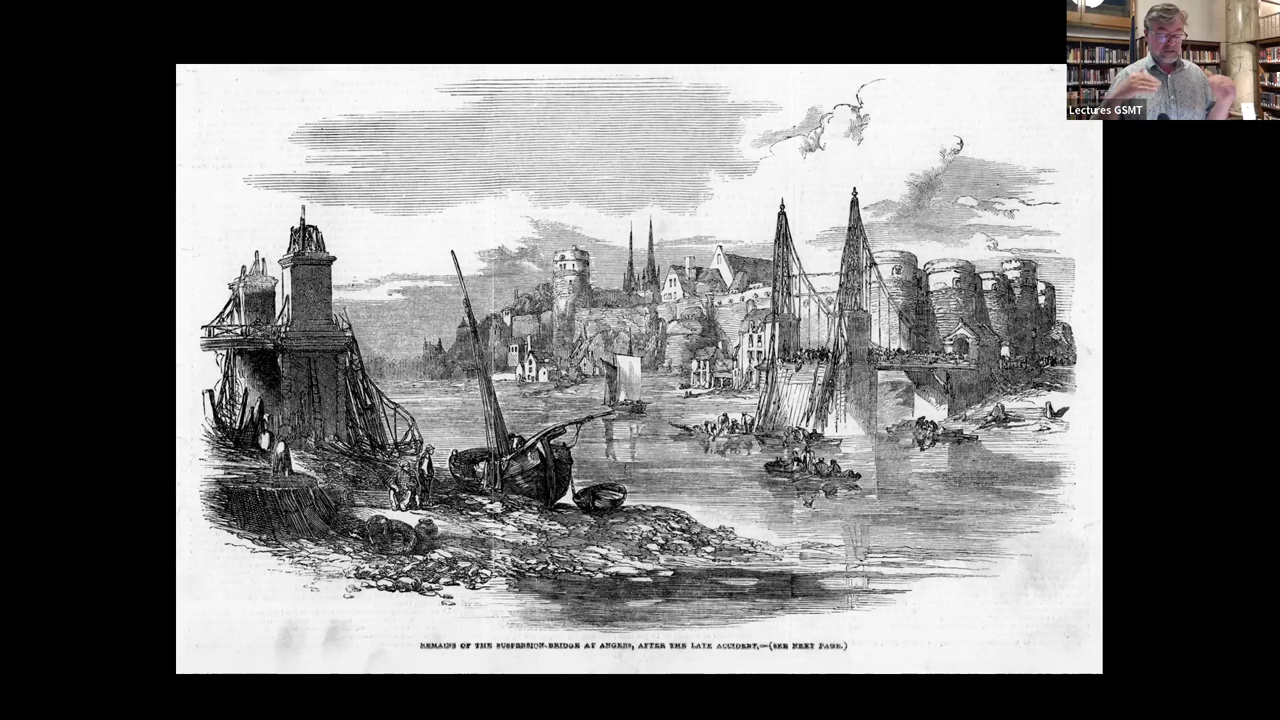 Lectures GSMT
REMAINS OF THE SUSPENSION-BRIDGE AT ANGERS, AFTER THE LATE ACCIDENT.—(SEE NEXT PAGE.)